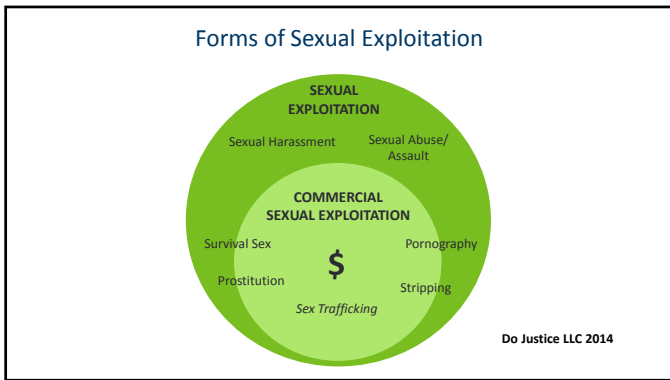 Forms of Sexual Exploitation
SEXUAL
EXPLOITATION
Sexual Harassment
Sexual Abuse/
Assault
COMMERCIAL
SEXUAL EXPLOITATION
Survival Sex
Pornography
$
Prostitution
Stripping
Sex Trafficking
Do Justice LLC 2014